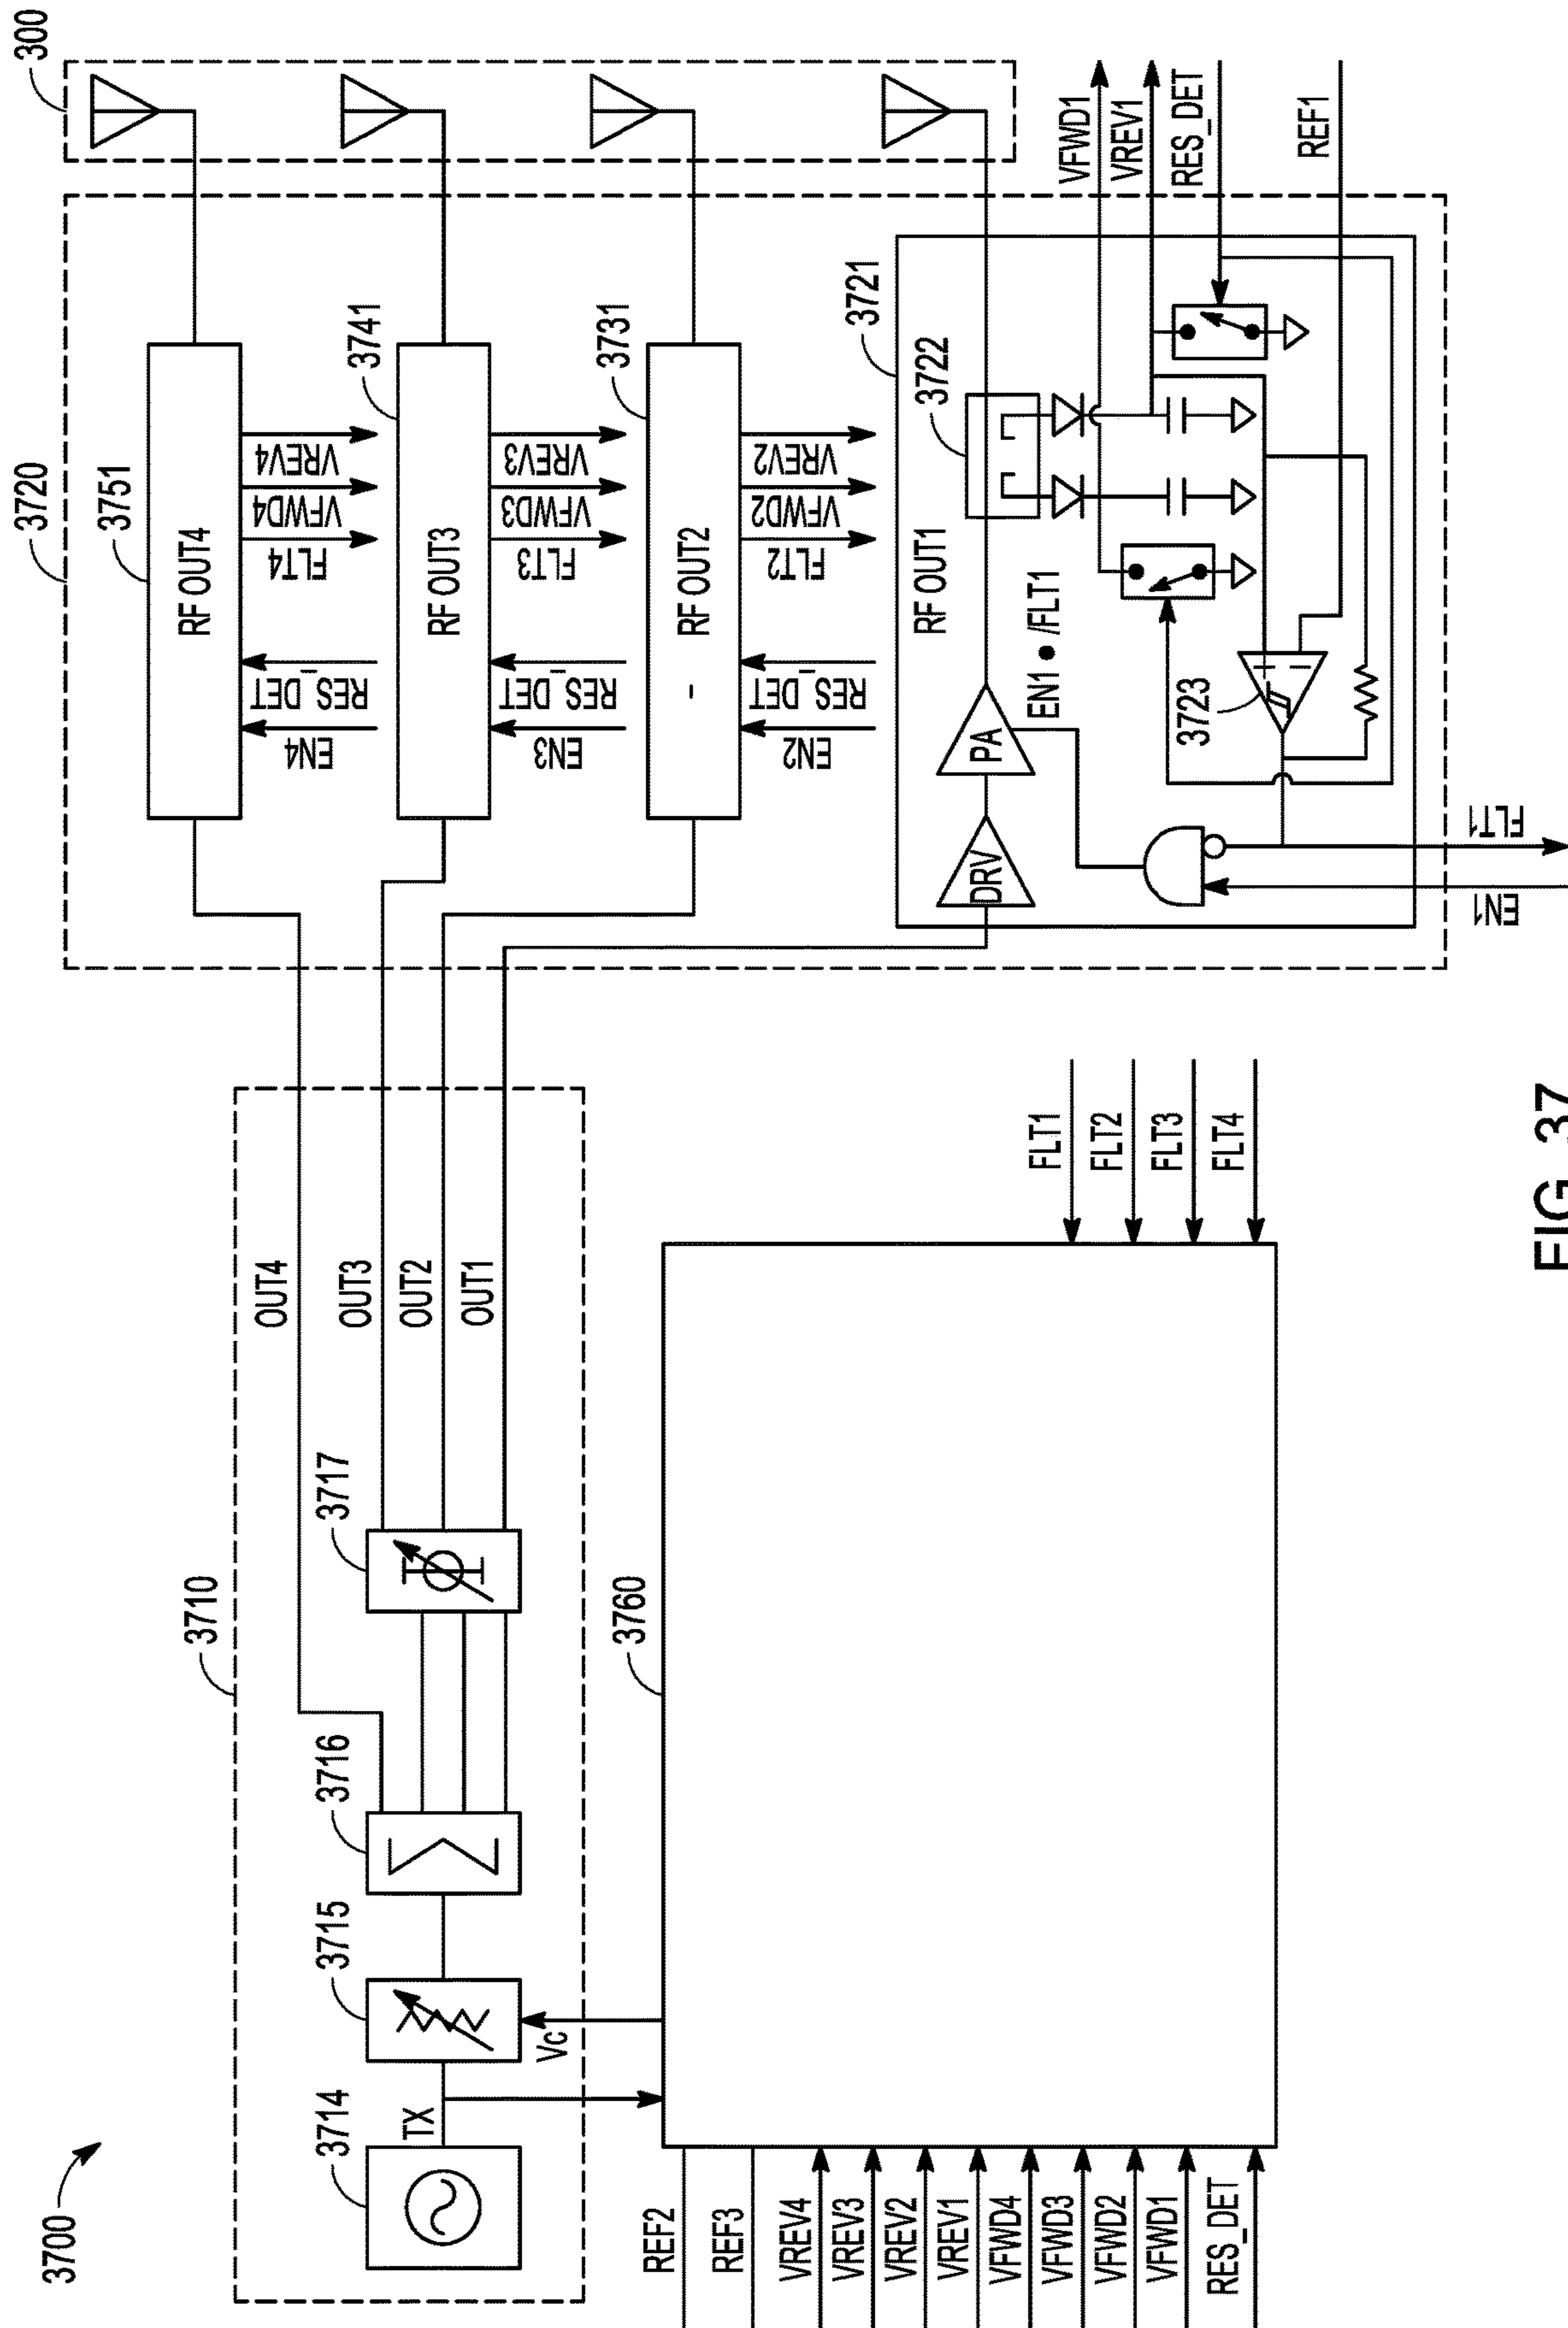 3700
3710
3714
TX
3715
Vc
3716
3717
OUT4
OUT3
OUT2
OUT1
3760
REF2
REF3
VREV4
VREV3
VREV2
VREV1
VFWD4
VFWD3
VFWD2
VFWD1
RES_DET
FLT1
FLT2
FLT3
FLT4
3720
3751
RF OUT4
EN4
RES_DET
FLT4
VFWD4
VREV4
3741
RF OUT3
EN3
RES_DET
FLT3
VFWD3
VREV3
3731
RF OUT2
-
EN2
RES_DET
FLT2
VFWD2
VREV2
3721
RF OUT1
3722
DRV
PA
EN1 • /FLT1
3723
+
-
EN1
FLT1
300
VFWD1
VREV1
RES_DET
REF1
FIG. 37